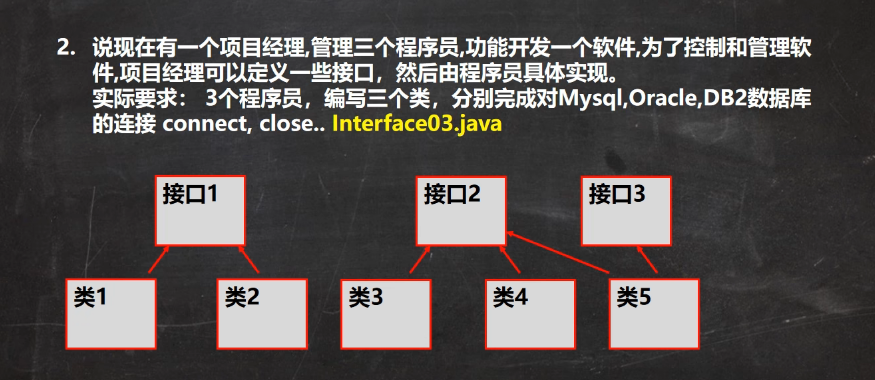 2. 说现在有一个项目经理,管理三个程序员,功能开发一个软件,为了控制和管理软
件,项目经理可以定义一些接口，然后由程序员具体实现。
实际要求： 3个程序员，编写三个类，分别完成对Mysql,Oracle,DB2数据库
的连接 connect, close.. Interface03.java
接口1
接口2
接口3
类1
类2
类3
类4
类5